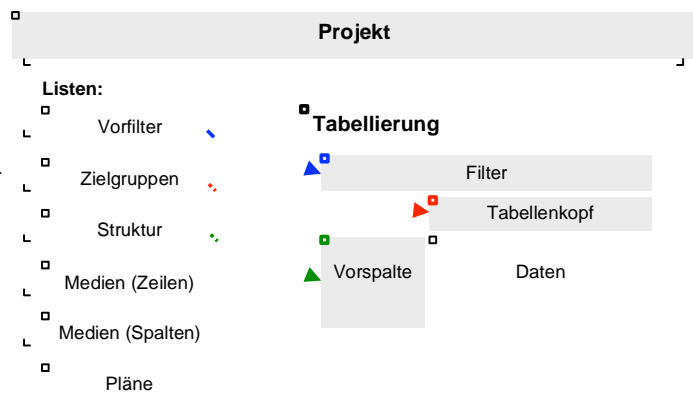 Projekt
Listen:
Vorfilter
Zielgruppen
Struktur
Medien (Zeilen)
Medien (Spalten)
Pläne
Tabellierung
Filter
Tabellenkopf
Vorspalte
Daten